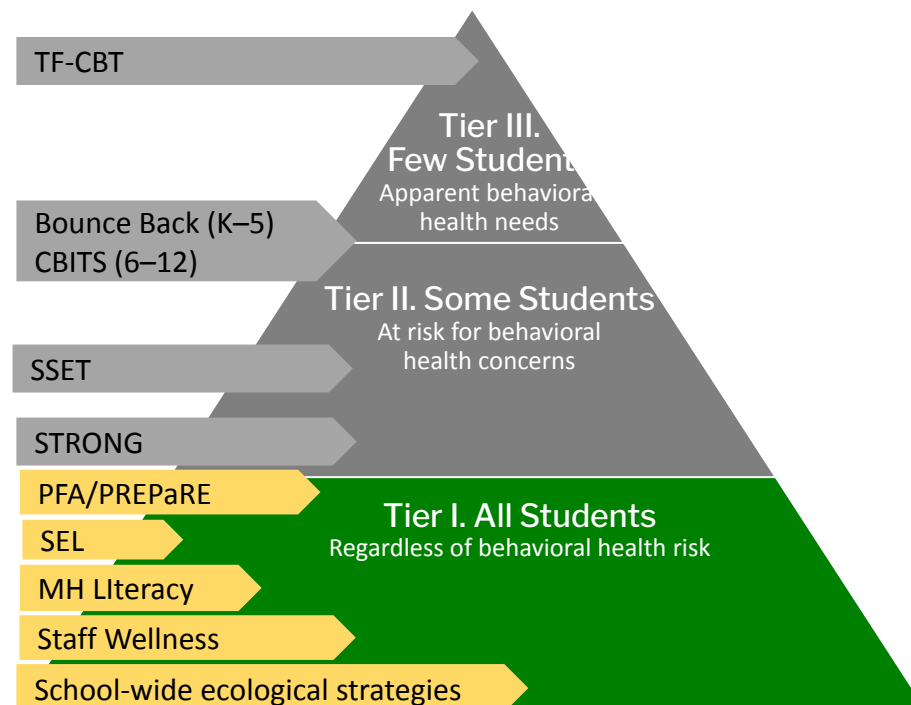 TF-CBT
Tier III.
Few Student
Apparent behaviora
health needs
Bounce Back (K–5)
CBITS (6–12)
Tier II. Some Students
At risk for behavioral
health concerns
SSET
STRONG
PFA/PREPaRE
Tier I. All Students
Regardless of behavioral health risk
SEL
MH LIteracy
Staff Wellness
School-wide ecological strategies